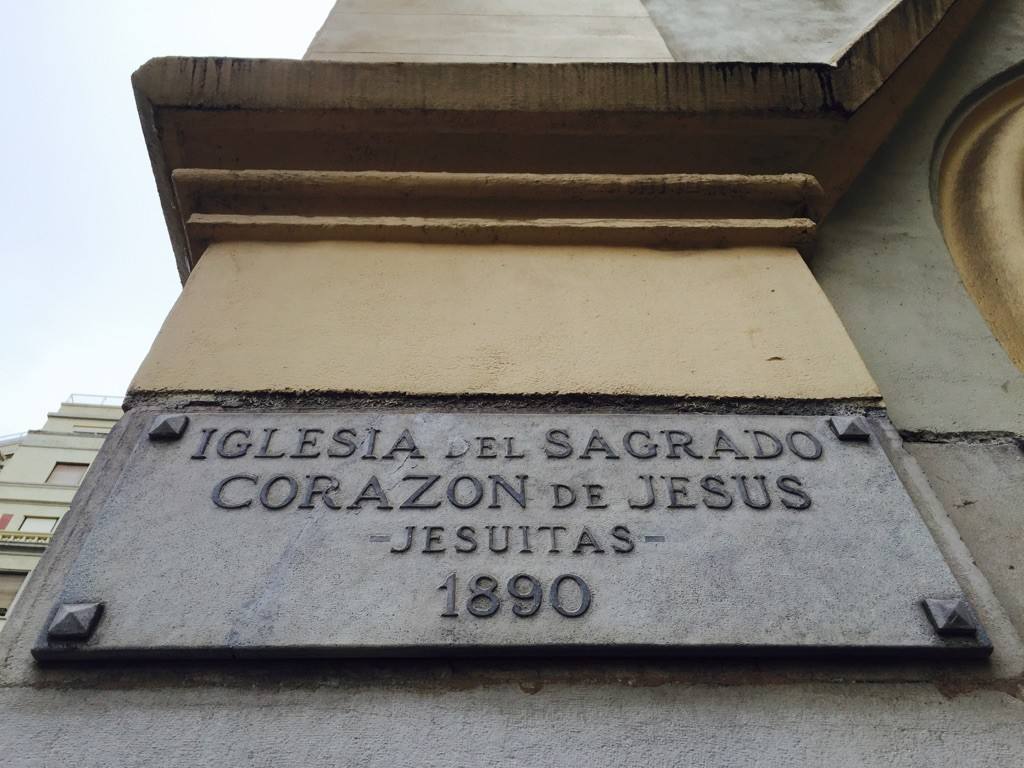 IGLESIA DEL SAGRADO
CORAZON DE JESUS
-JESUITAS-
1890